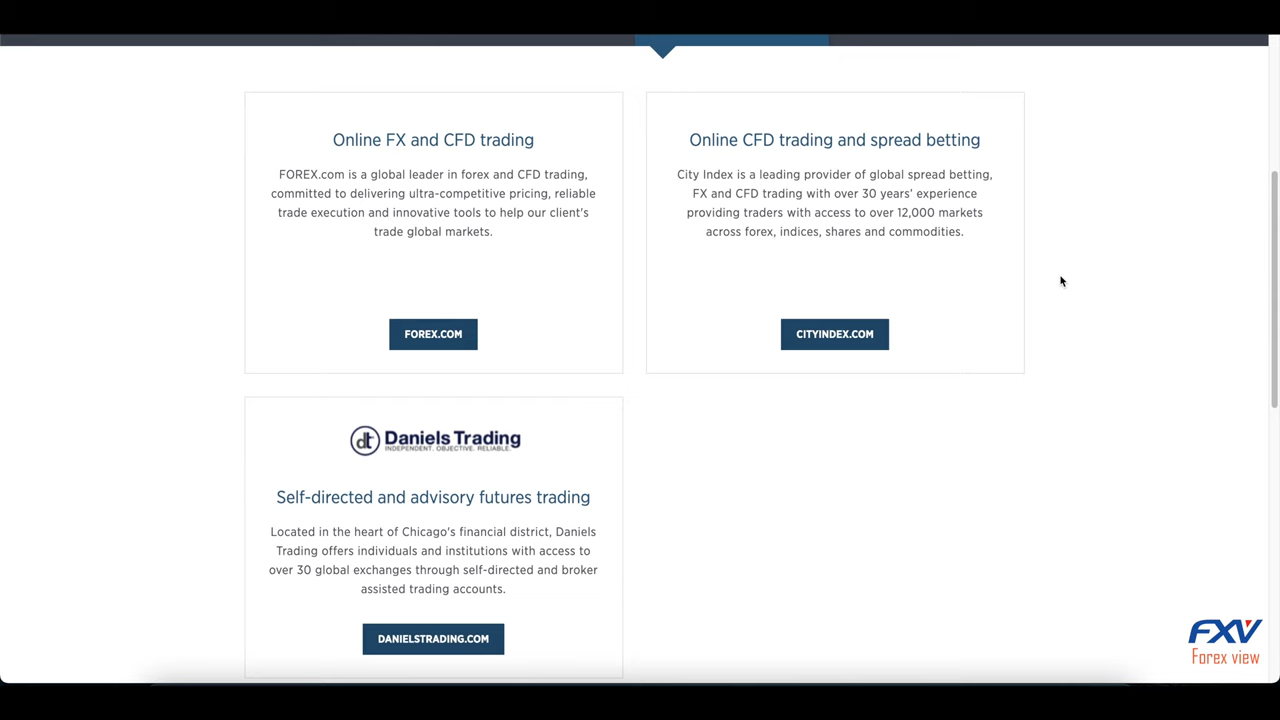 Online FX and CFD trading
FOREX.com is a global leader in forex and CFD trading,
committed to delivering ultra-competitive pricing, reliable
trade execution and innovative tools to help our client's
trade global markets.
FOREX.COM
Online CFD trading and spread betting
City Index is a leading provider of global spread betting,
FX and CFD trading with over 30 years' experience
providing traders with access to over 12,000 markets
across forex, indices, shares and commodities.
CITYINDEX.COM
dt Daniels Trading
INDEPENDENT. OBJECTIVE. RELIABLE.
Self-directed and advisory futures trading
Located in the heart of Chicago's financial district, Daniels
Trading offers individuals and institutions with access to
over 30 global exchanges through self-directed and broker
assisted trading accounts.
DANIELSTRADING.COM
FXV
Forex view